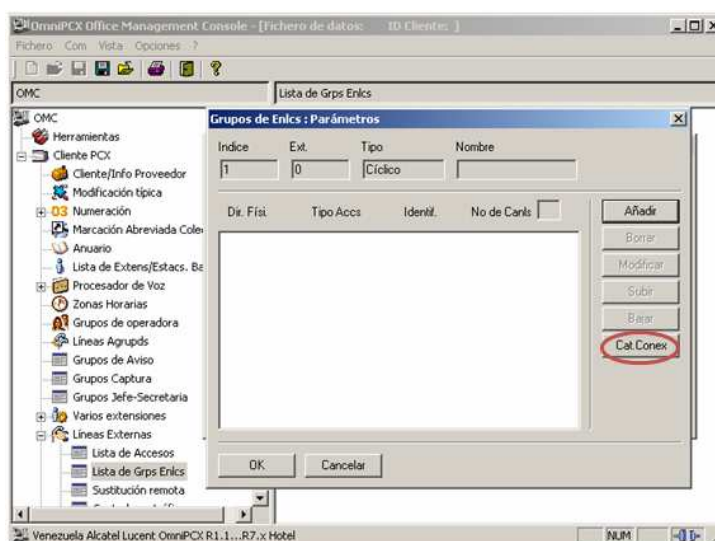 OmniPCX Office Management Console - [Fichero de datos: ID Cliente: ]
Fichero Com Vista Opciones ?
OMC
Lista de Grps Enlcs
OMC
Herramientas
Cliente PCX
Cliente/Info Proveedor
Modificación típica
03 Numeración
Marcación Abreviada Cole
Anuario
Lista de Extens/Estacs. Ba
Procesador de Voz
Zonas Horarias
Grupos de operadora
Líneas Agrupds
Grupos de Aviso
Grupos Captura
Grupos Jefe-Secretaria
Varios extensiones
Líneas Externas
Lista de Accesos
Lista de Grps Enlcs
Sustitución remota
Grupos de Enlcs : Parámetros
Indice Ext. Tipo Nombre
1 0 Cíclico
Dir. Físi. Tipo Accs Identif. No de Canls
Añadir
Borrar
Modificar
Subir
Bajar
Cat.Conex
OK Cancelar
Venezuela Alcatel Lucent OmniPCX R1.1...R7.x Hotel
NUM